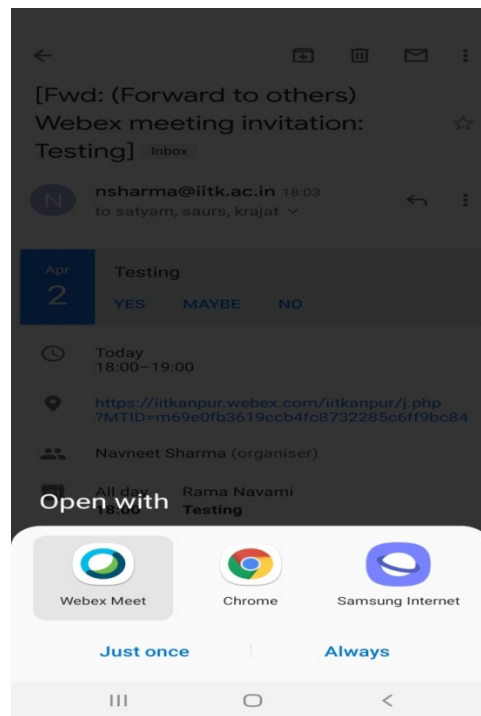 [Fwd: (Forward to others)
Webex meeting invitation:
Testing] Inbox
N
nsharma@iitk.ac.in 18:03
to satyam, saurs, krajat
Apr
2
Testing
YES MAYBE NO
Today
18:00–19:00
https://iitkanpur.webex.com/iitkanpur/j.php
?MTID=m69e0fb3619ccb4fc8732285c6ff9bc84
Navneet Sharma (organiser)
All day Rama Navami
18:00 Testing
Open with
Webex Meet Chrome Samsung Internet
Just once Always